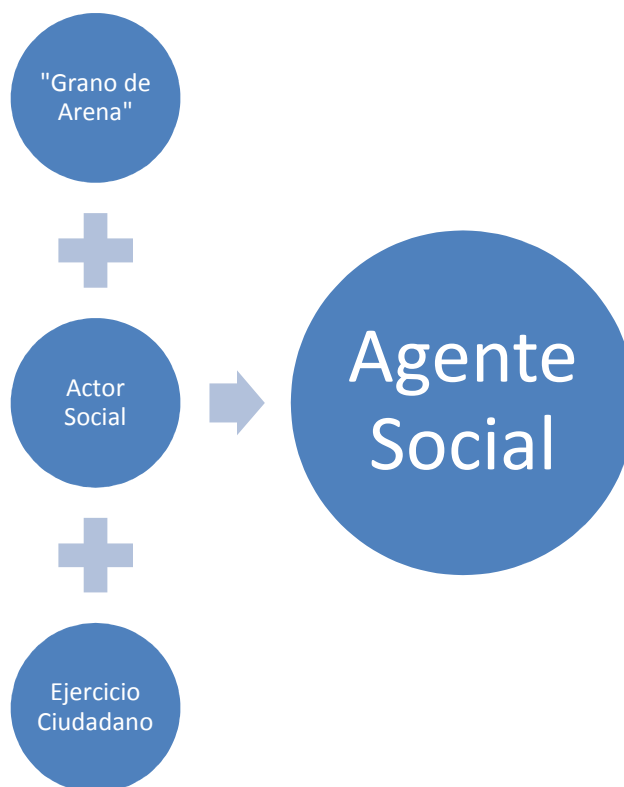 "Grano de
Arena"
Actor
Social
Ejercicio
Ciudadano
Agente
Social